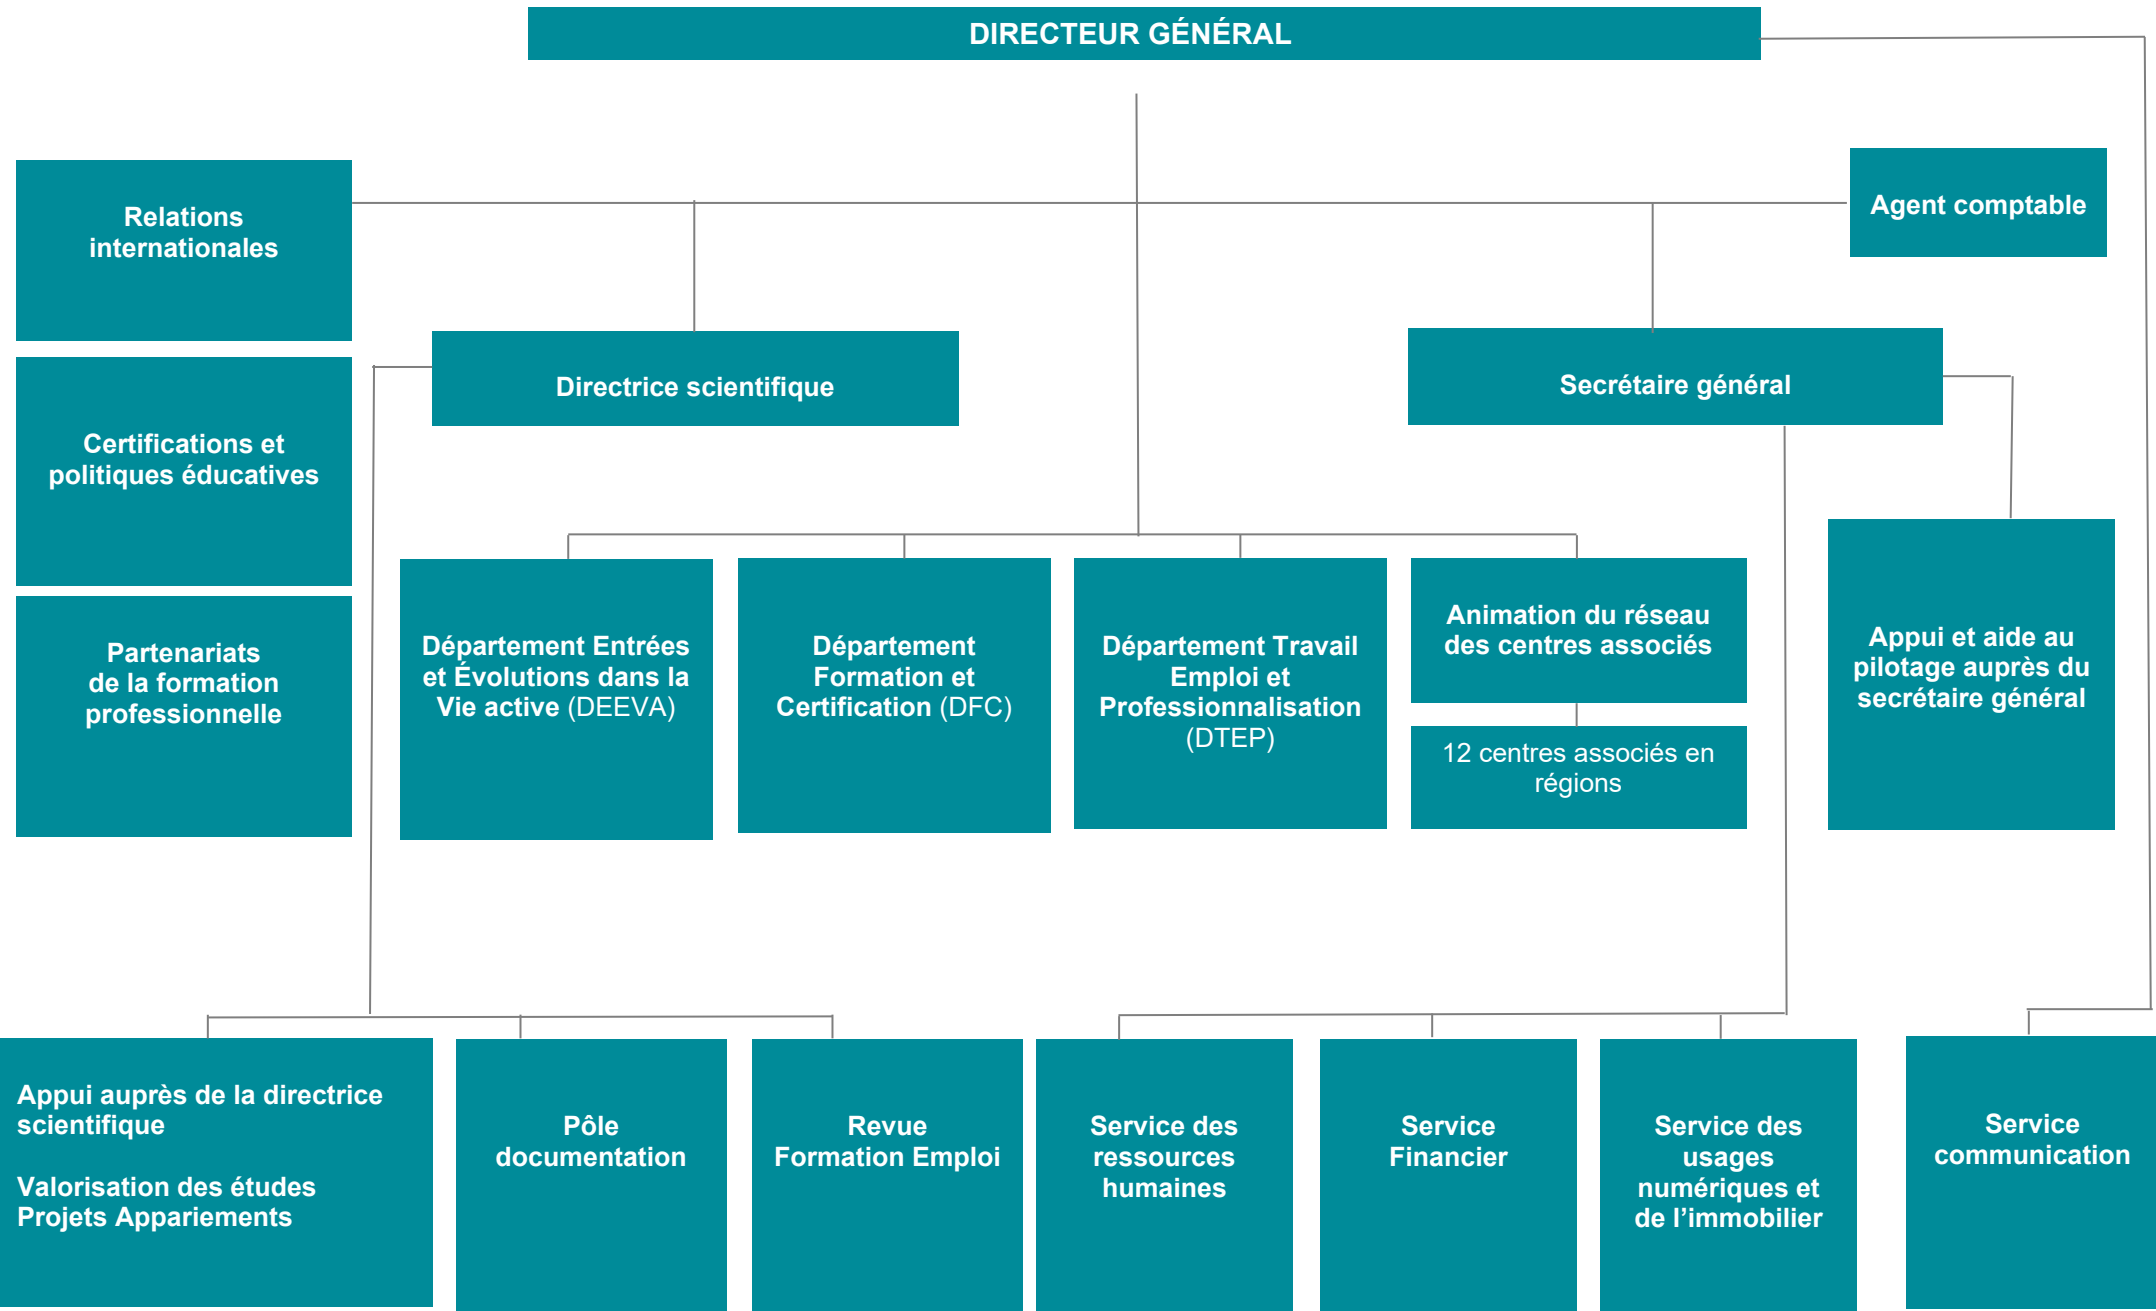 DIRECTEUR GÉNÉRAL
Relations
internationales
Agent comptable
Directrice scientifique
Secrétaire général
Certifications et
politiques éducatives
Partenariats
de la formation
professionnelle
Département Entrées
et Évolutions dans la
Vie active (DEEVA)
Département
Formation et
Certification (DFC)
Département Travail
Emploi et
Professionnalisation
(DTEP)
Animation du réseau
des centres associés
12 centres associés en
régions
Appui et aide au
pilotage auprès du
secrétaire général
Appui auprès de la directrice
scientifique
Valorisation des études
Projets Appariements
Pôle
documentation
Revue
Formation Emploi
Service des
ressources
humaines
Service
Financier
Service des
usages
numériques et
de l’immobilier
Service
communication